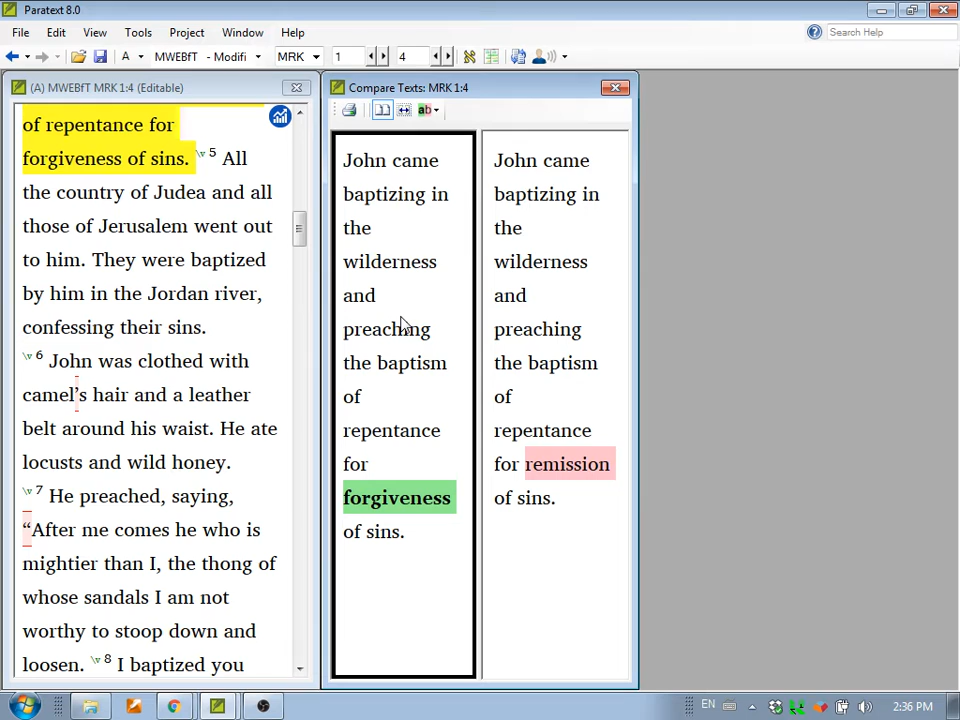 Paratext 8.0
File Edit View Tools Project Window Help
Search Help
A MWEBfT - Modifi MRK 1 4
(A) MWEBfT MRK 1:4 (Editable)
of repentance for
forgiveness of sins. \v 5 All
the country of Judea and all
those of Jerusalem went out
to him. They were baptized
by him in the Jordan river,
confessing their sins.
\v 6 John was clothed with
camel’s hair and a leather
belt around his waist. He ate
locusts and wild honey.
\v 7 He preached, saying,
“After me comes he who is
mightier than I, the thong of
whose sandals I am not
worthy to stoop down and
loosen. \v 8 I baptized you
Compare Texts: MRK 1:4
ab
John came
baptizing in
the
wilderness
and
preaching
the baptism
of
repentance
for
forgiveness
of sins.
John came
baptizing in
the
wilderness
and
preaching
the baptism
of
repentance
for remission
of sins.
EN
2:36 PM